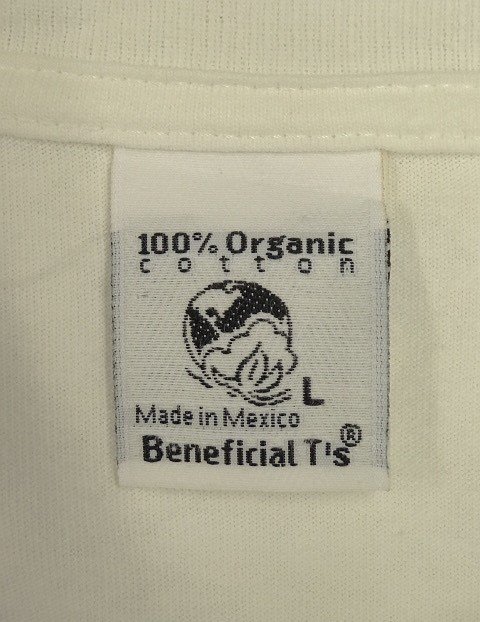 100% Organic
cotton
L
Made in Mexico
Beneficial T's®